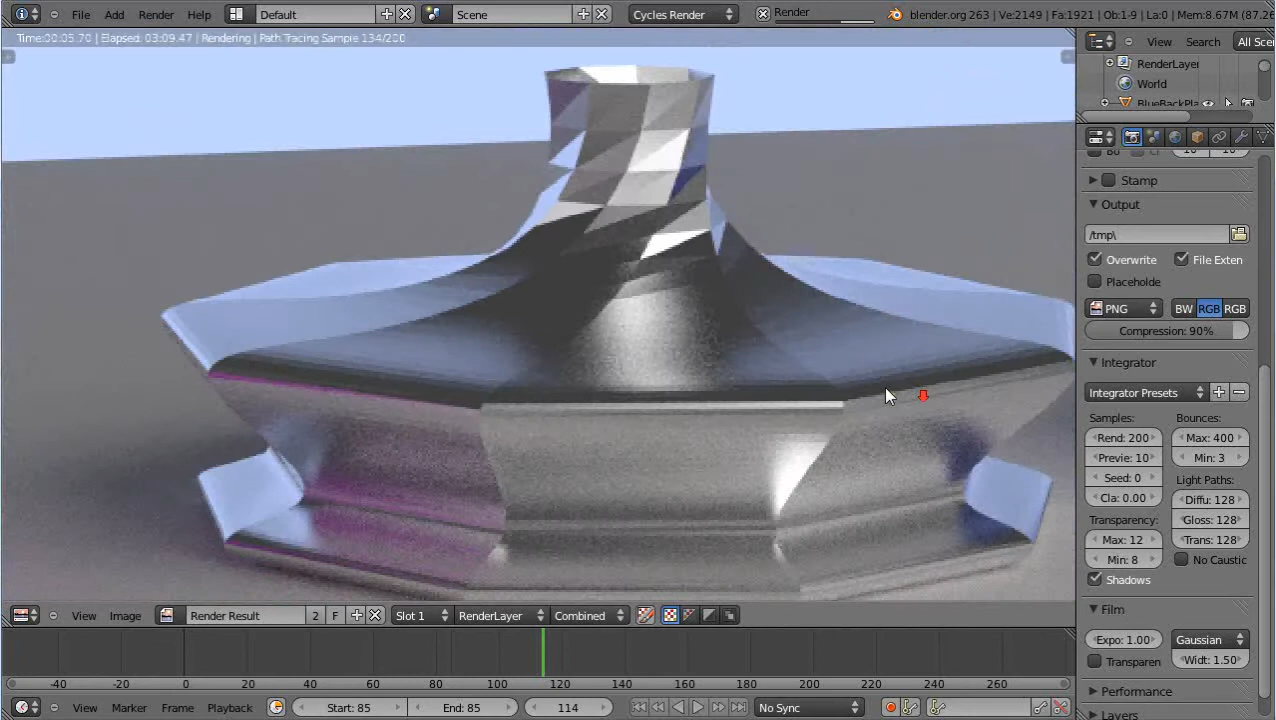 File Add Render Help Default Scene Cycles Render Render blender.org 263 | Ve:2149 | Fa:1921 | Ob:1-9 | La:0 | Mem:8.67M (87.26
Time:00:05.70 | Elapsed: 03:09.47 | Rendering | Path Tracing Sample 134/200
View Search All Sce
RenderLayer
World
BlueBackPla
Stamp
Output
/tmp\
Overwrite File Exten
Placeholde
PNG BW RGB RGB
Compression: 90%
Integrator
Integrator Presets
Samples: Bounces:
Rend: 200 Max: 400
Previe: 10 Min: 3
Seed: 0 Light Paths:
Cla: 0.00 Diffu: 128
Transparency: Gloss: 128
Max: 12 Trans: 128
Min: 8 No Caustic
Shadows
Film
Expo: 1.00 Gaussian
Transparen Widt: 1.50
Performance
Layers
View Image Render Result 2 F Slot 1 RenderLayer Combined
-40 -20 0 20 40 60 80 100 120 140 160 180 200 220 240 260
View Marker Frame Playback Start: 85 End: 85 114 No Sync